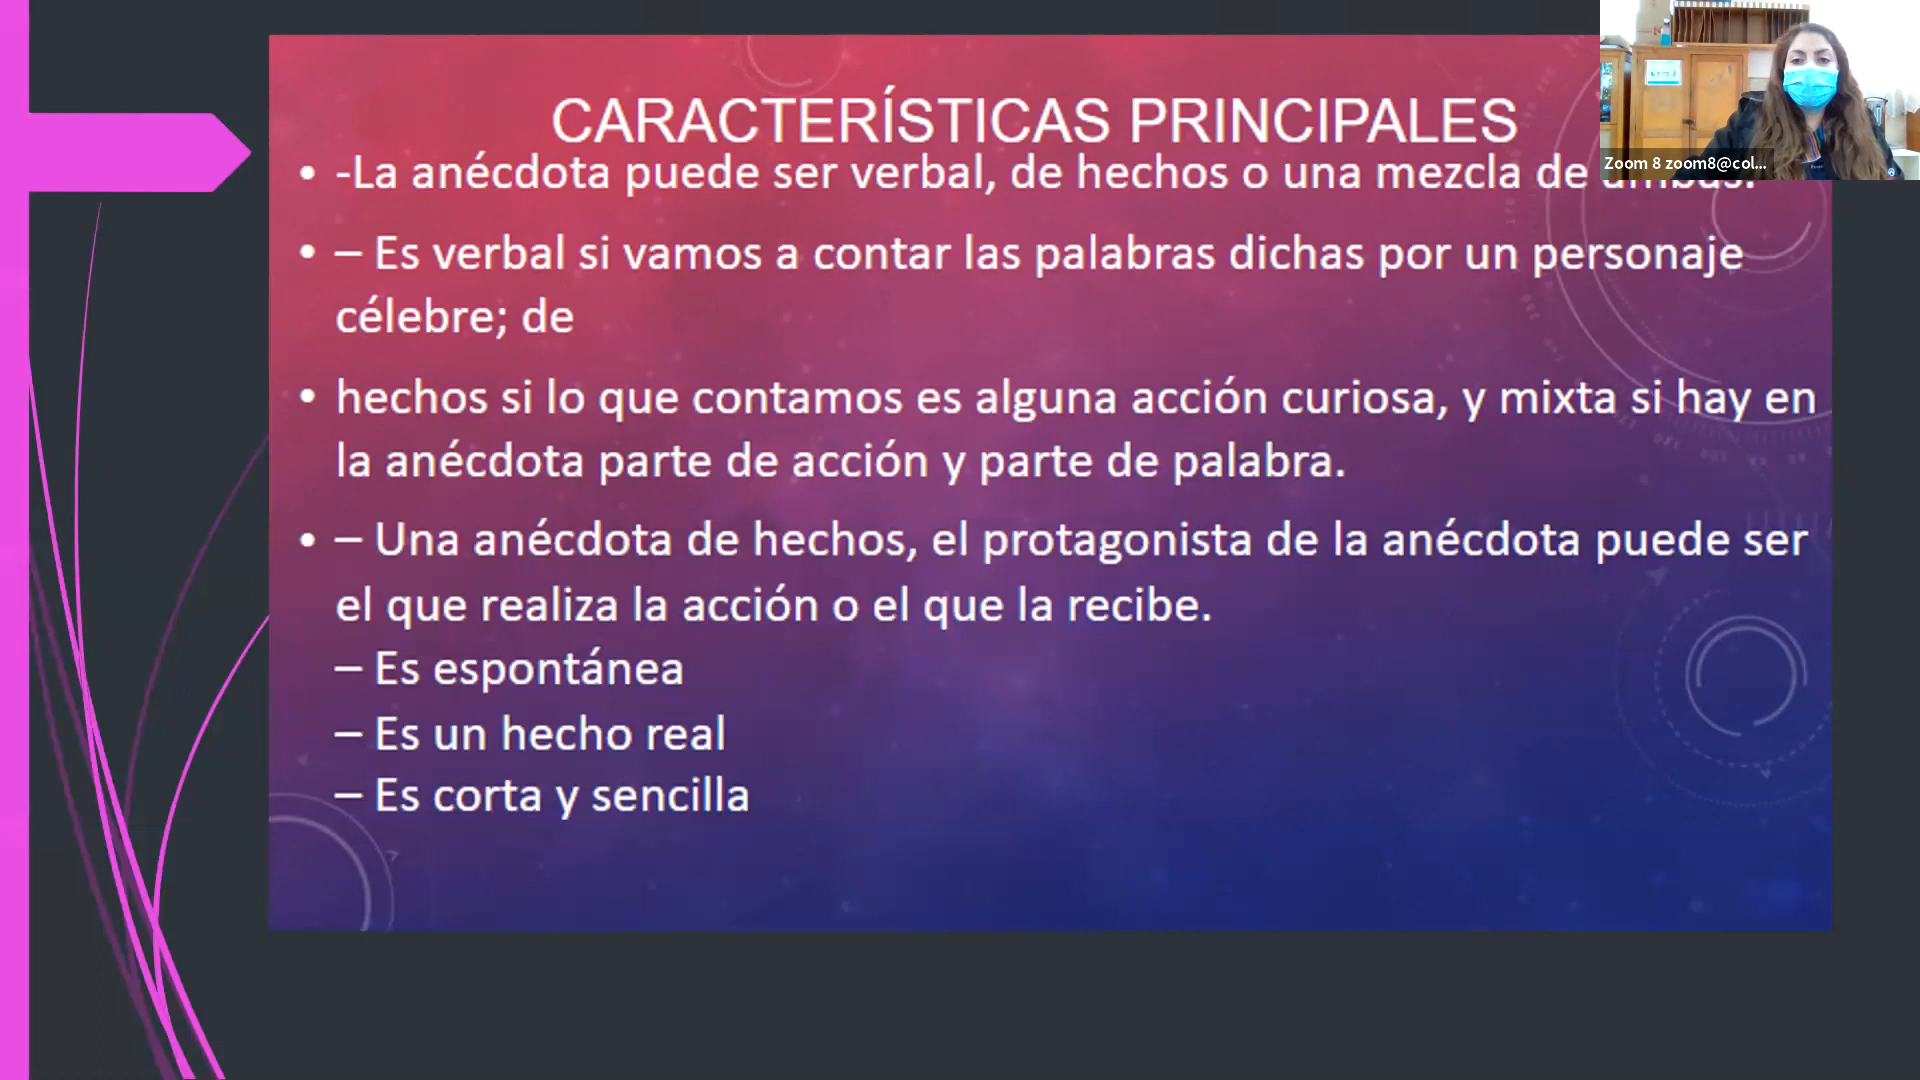 CARACTERÍSTICAS PRINCIPALES
• -La anécdota puede ser verbal, de hechos o una mezcla de ambas.
• – Es verbal si vamos a contar las palabras dichas por un personaje
célebre; de
• hechos si lo que contamos es alguna acción curiosa, y mixta si hay en
la anécdota parte de acción y parte de palabra.
• – Una anécdota de hechos, el protagonista de la anécdota puede ser
el que realiza la acción o el que la recibe.
– Es espontánea
– Es un hecho real
– Es corta y sencilla
Zoom 8 zoom8@col...